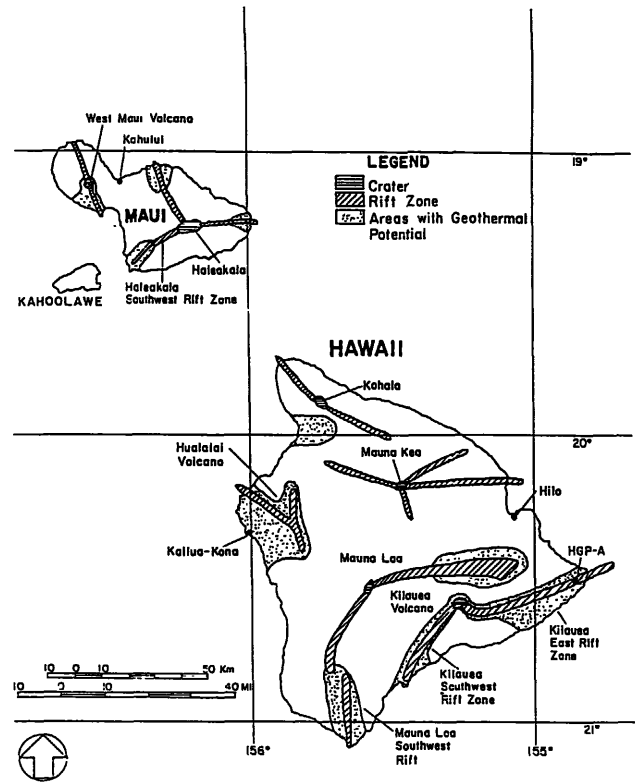 West Maui Volcano
Kahului
LEGEND
Crater
Rift Zone
Areas with Geothermal
Potential
19°
MAUI
Haleakala
Haleakala
Southwest Rift Zone
KAHOOLAWE
HAWAII
Kohala
20°
Hualalai
Volcano
Mauna Kea
Hilo
Kailua-Kona
Mauna Loa
HGP-A
Kilauea
Volcano
Kilauea
East Rift
Zone
Kilauea
Southwest
Rift Zone
10 0 10 50 Km
10 0 10 40 MI
Mauna Loa
Southwest
Rift
21°
156°
155°